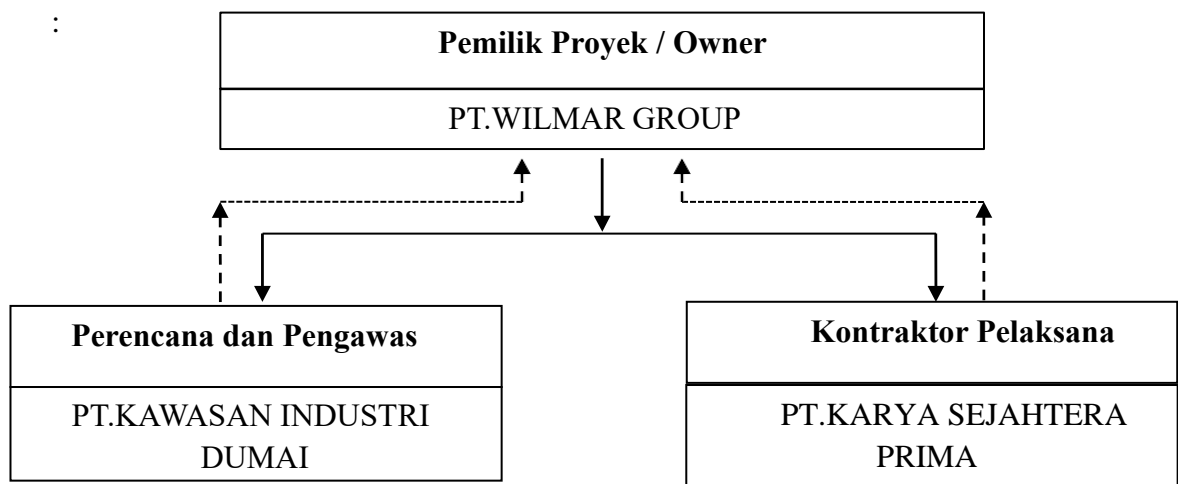 :
Pemilik Proyek / Owner
PT.WILMAR GROUP
Perencana dan Pengawas
PT.KAWASAN INDUSTRI
DUMAI
Kontraktor Pelaksana
PT.KARYA SEJAHTERA
PRIMA